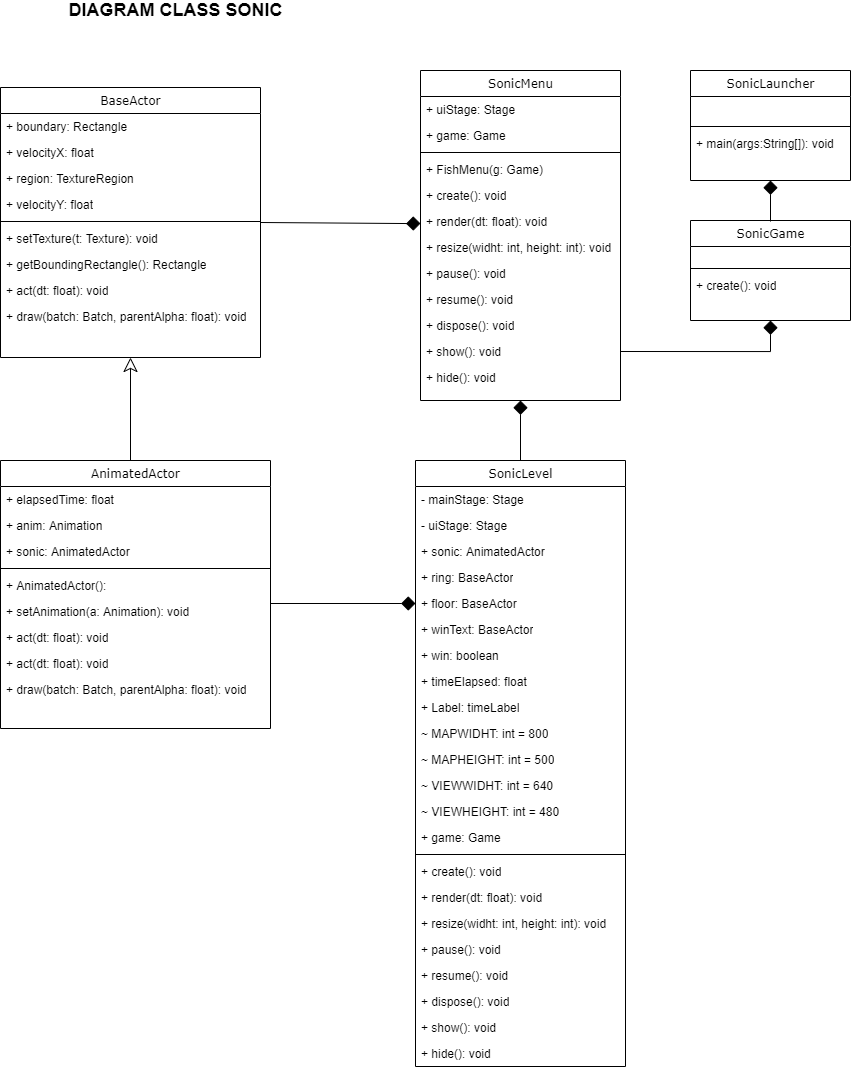 DIAGRAM CLASS SONIC
BaseActor
+ boundary: Rectangle
+ velocityX: float
+ region: TextureRegion
+ velocityY: float
+ setTexture(t: Texture): void
+ getBoundingRectangle(): Rectangle
+ act(dt: float): void
+ draw(batch: Batch, parentAlpha: float): void
SonicMenu
+ uiStage: Stage
+ game: Game
+ FishMenu(g: Game)
+ create(): void
+ render(dt: float): void
+ resize(widht: int, height: int): void
+ pause(): void
+ resume(): void
+ dispose(): void
+ show(): void
+ hide(): void
SonicLauncher
+ main(args:String[]): void
SonicGame
+ create(): void
AnimatedActor
+ elapsedTime: float
+ anim: Animation
+ sonic: AnimatedActor
+ AnimatedActor():
+ setAnimation(a: Animation): void
+ act(dt: float): void
+ act(dt: float): void
+ draw(batch: Batch, parentAlpha: float): void
SonicLevel
- mainStage: Stage
- uiStage: Stage
+ sonic: AnimatedActor
+ ring: BaseActor
+ floor: BaseActor
+ winText: BaseActor
+ win: boolean
+ timeElapsed: float
+ Label: timeLabel
~ MAPWIDHT: int = 800
~ MAPHEIGHT: int = 500
~ VIEWWIDHT: int = 640
~ VIEWHEIGHT: int = 480
+ game: Game
+ create(): void
+ render(dt: float): void
+ resize(widht: int, height: int): void
+ pause(): void
+ resume(): void
+ dispose(): void
+ show(): void
+ hide(): void